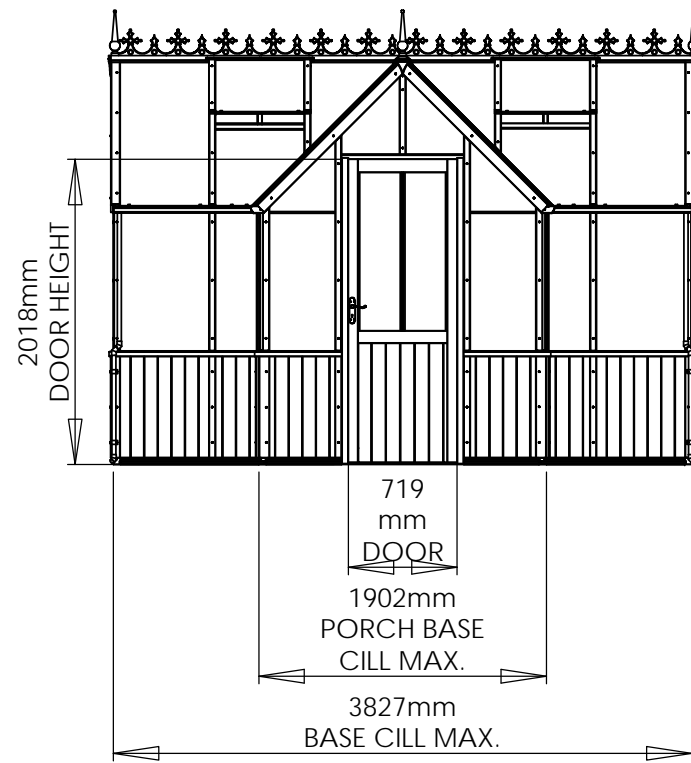 2018mm
DOOR HEIGHT
719
mm
DOOR
1902mm
PORCH BASE
CILL MAX.
3827mm
BASE CILL MAX.